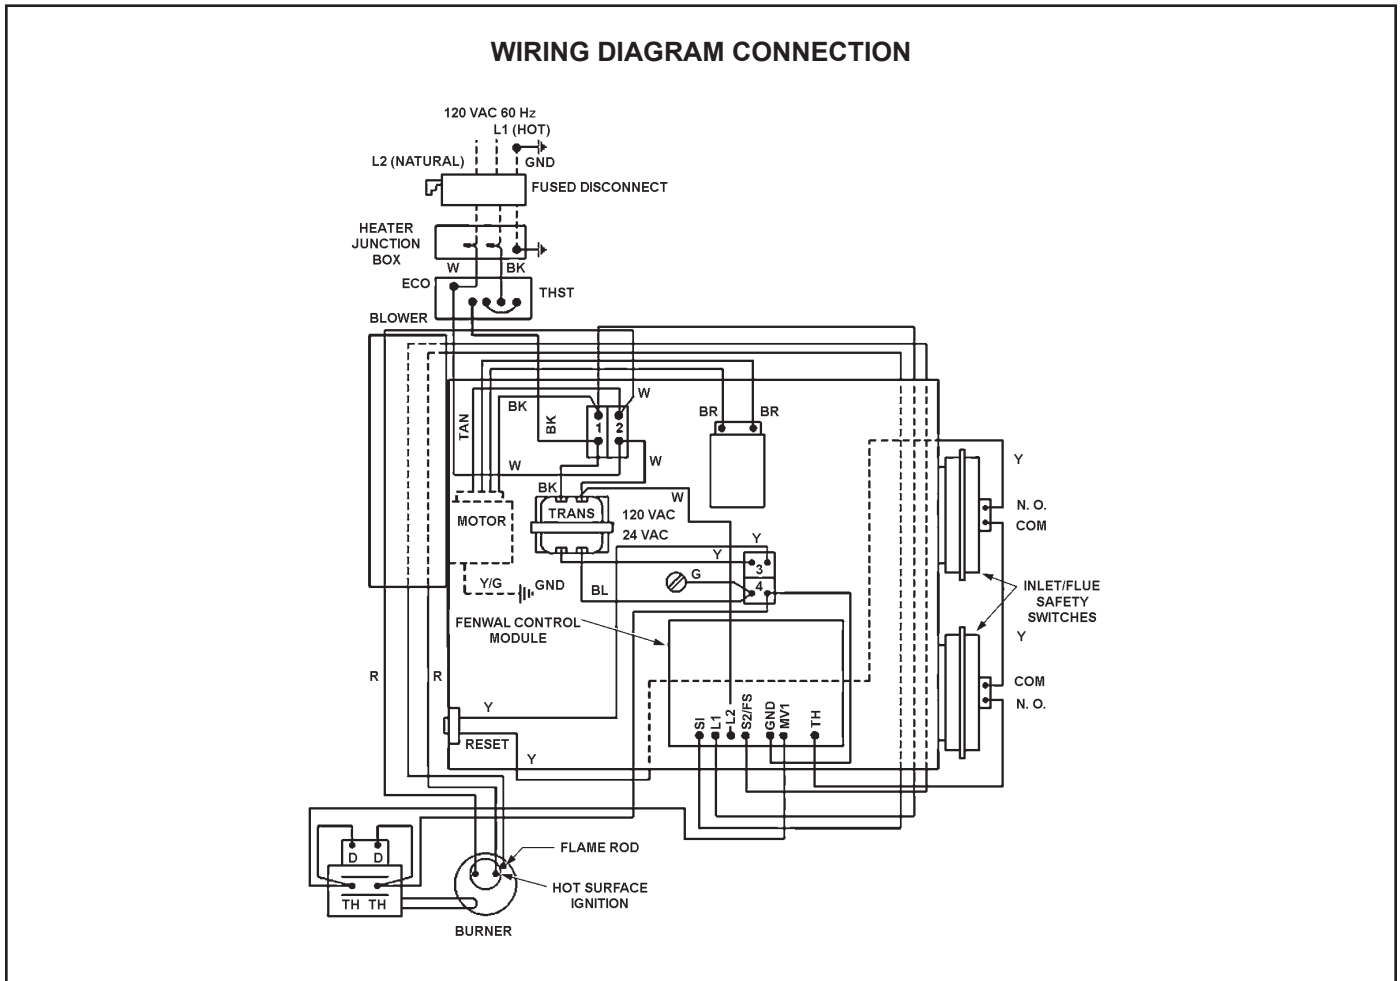 WIRING DIAGRAM CONNECTION
120 VAC 60 Hz
L1 (HOT)
L2 (NATURAL)
GND
FUSED DISCONNECT
HEATER
JUNCTION
BOX
W
BK
ECO
THST
BLOWER
W
BK
TAN
BK
1
2
BR
BR
W
W
BK
W
Y
MOTOR
TRANS
120 VAC
24 VAC
N. O.
COM
Y
Y
3
Y/G
GND
BL
G
4
INLET/FLUE
SAFETY
SWITCHES
FENWAL CONTROL
MODULE
Y
R
R
COM
N. O.
Y
SI
L1
L2
S2/FS
GND
MV1
TH
RESET
Y
FLAME ROD
D
D
HOT SURFACE
IGNITION
TH
TH
BURNER